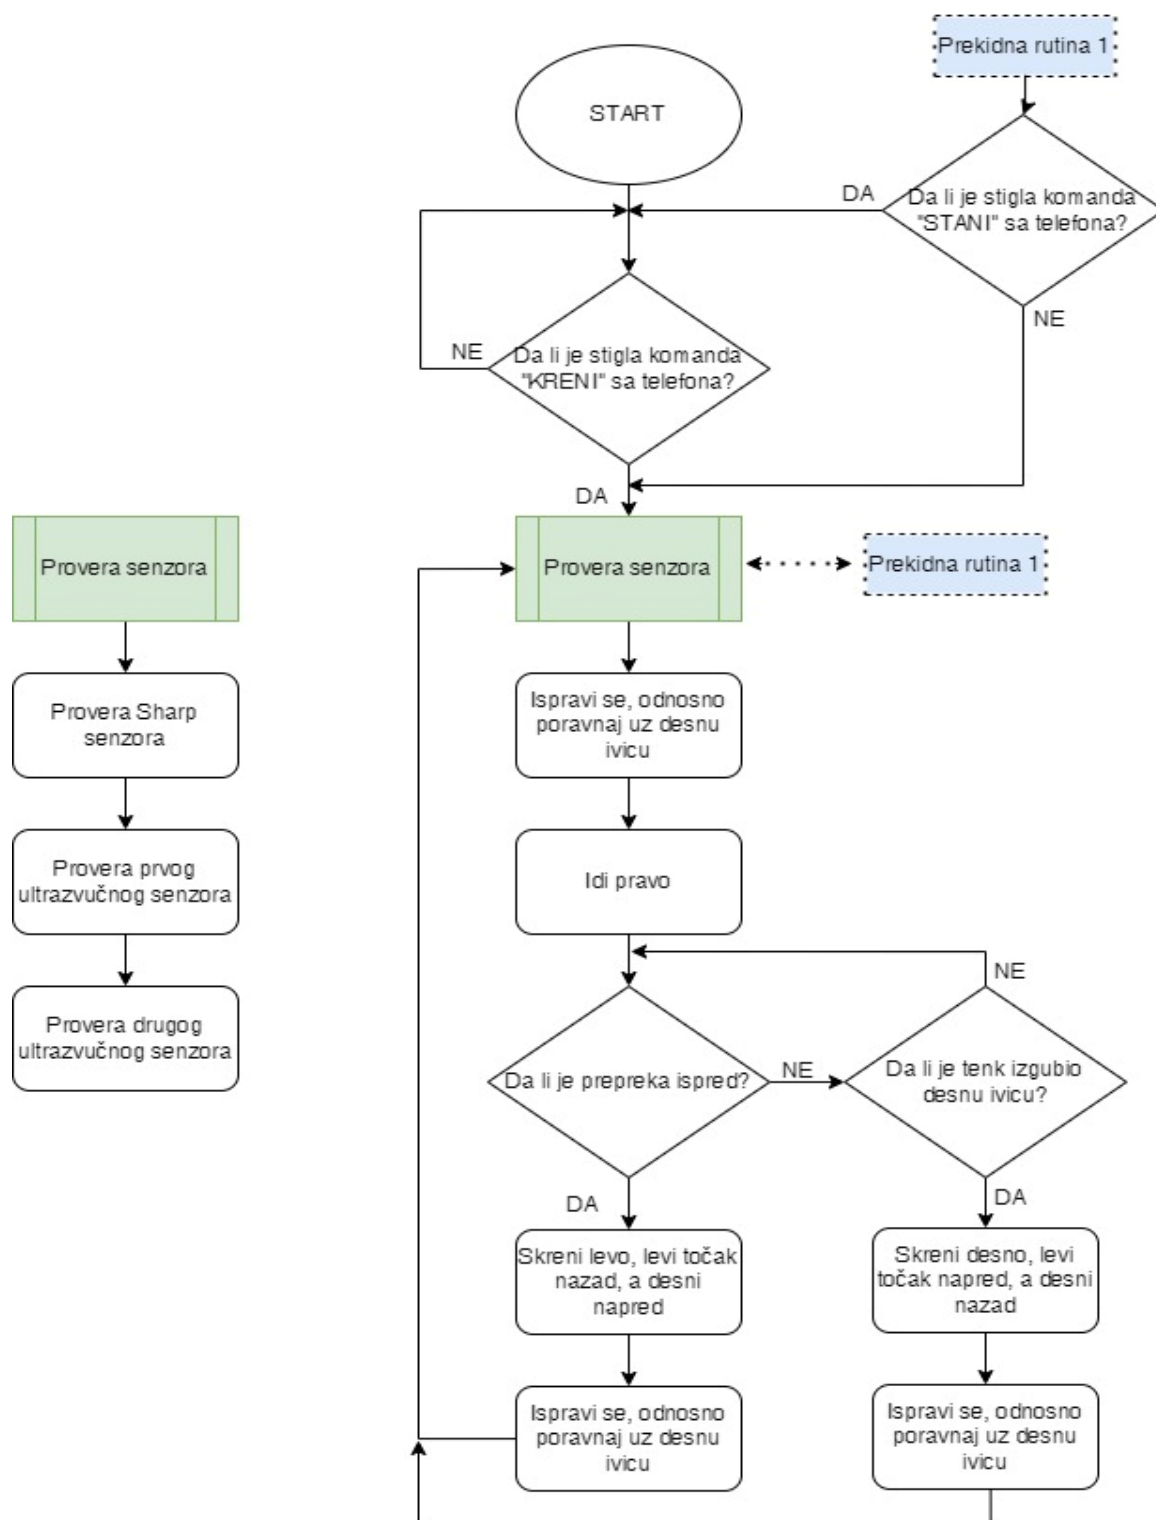 Prekidna rutina 1
START
DA
Da li je stigla komanda
"STANI" sa telefona?
NE
NE
Da li je stigla komanda
"KRENI" sa telefona?
DA
Provera senzora
Provera senzora
Prekidna rutina 1
Provera Sharp
senzora
Ispravi se, odnosno
poravnaj uz desnu
ivicu
Provera prvog
ultrazvučnog senzora
Idi pravo
NE
Provera drugog
ultrazvučnog senzora
Da li je prepreka ispred?
NE
Da li je tenk izgubio
desnu ivicu?
DA
DA
Skreni levo, levi točak
nazad, a desni
napred
Skreni desno, levi
točak napred, a desni
nazad
Ispravi se, odnosno
poravnaj uz desnu
ivicu
Ispravi se, odnosno
poravnaj uz desnu
ivicu